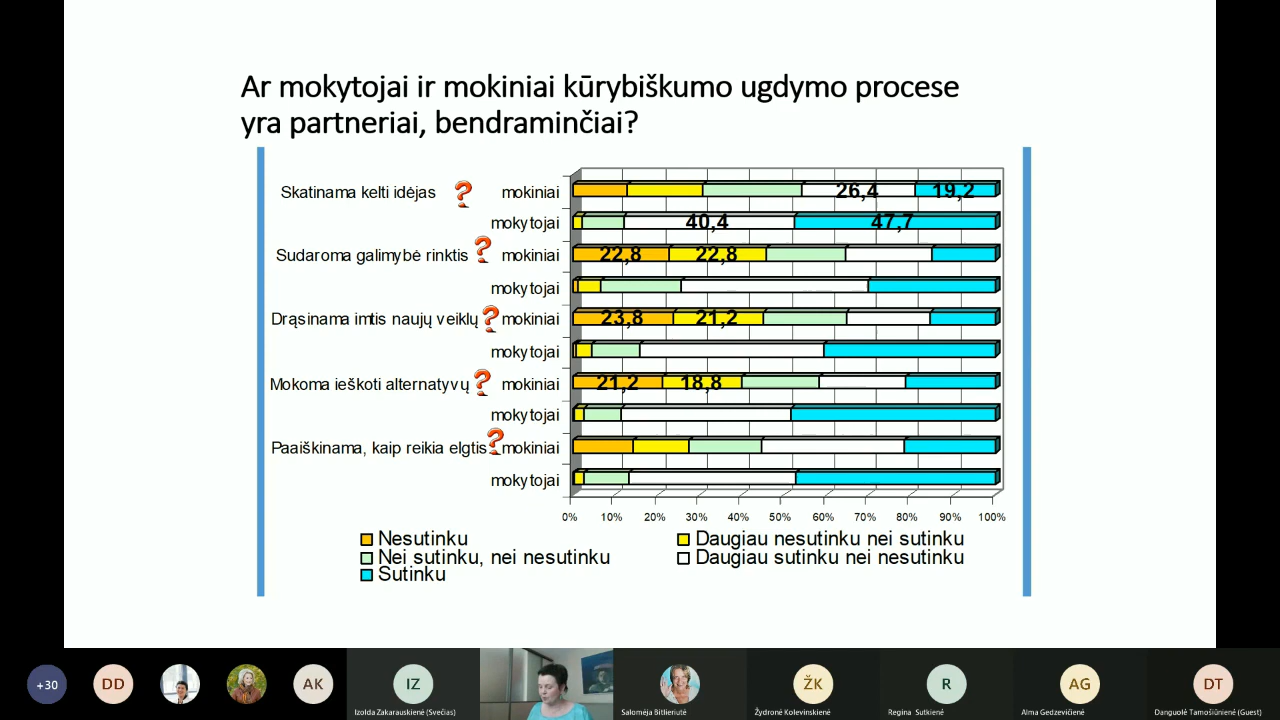 Ar mokytojai ir mokiniai kūrybiškumo ugdymo procese
yra partneriai, bendraminčiai?
Skatinama kelti idėjas ? mokiniai 26,4 19,2
mokytojai 40,4 47,7
Sudaroma galimybė rinktis ? mokiniai 22,8 22,8
mokytojai
Drąsinama imtis naujų veiklų ? mokiniai 23,8 21,2
mokytojai
Mokoma ieškoti alternatyvų ? mokiniai 21,2 18,8
mokytojai
Paaiškinama, kaip reikia elgtis ? mokiniai
mokytojai
0% 10% 20% 30% 40% 50% 60% 70% 80% 90% 100%
Nesutinku Daugiau nesutinku nei sutinku
Nei sutinku, nei nesutinku Daugiau sutinku nei nesutinku
Sutinku
+30 DD AK IZ ŽK R AG DT
Izolda Zakarauskienė (Svečias) Salomėja Bitlieriutė Žydronė Kolevinskienė Regina Sutkienė Alma Gedzevičienė Danguolė Tamošiūnienė (Guest)